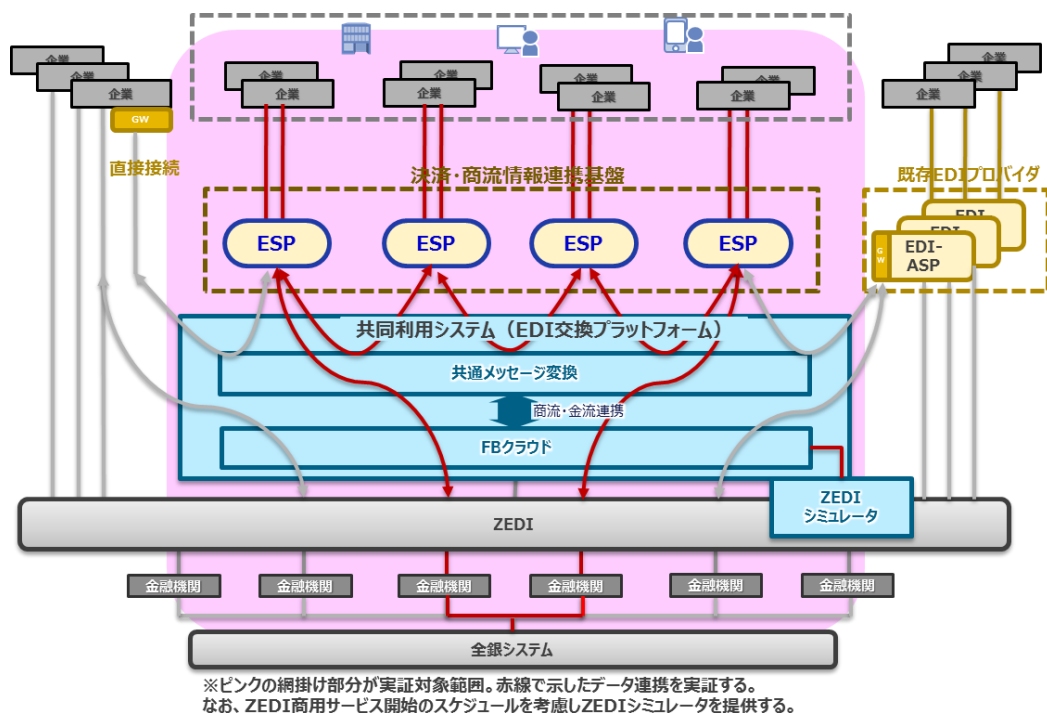 企業
企業
企業
GW
直接接続
企業
企業
企業
企業
企業
企業
企業
企業
企業
企業
企業
既存EDIプロバイダ
決済・商流情報連携基盤
ESP
ESP
ESP
ESP
EDI
EDI
GW
EDI-
ASP
共同利用システム（EDI交換プラットフォーム）
共通メッセージ変換
商流・金流連携
FBクラウド
ZEDI
シミュレータ
ZEDI
金融機関
金融機関
金融機関
金融機関
金融機関
金融機関
全銀システム
※ピンクの網掛け部分が実証対象範囲。赤線で示したデータ連携を実証する。
なお、ZEDI商用サービス開始のスケジュールを考慮しZEDIシミュレータを提供する。